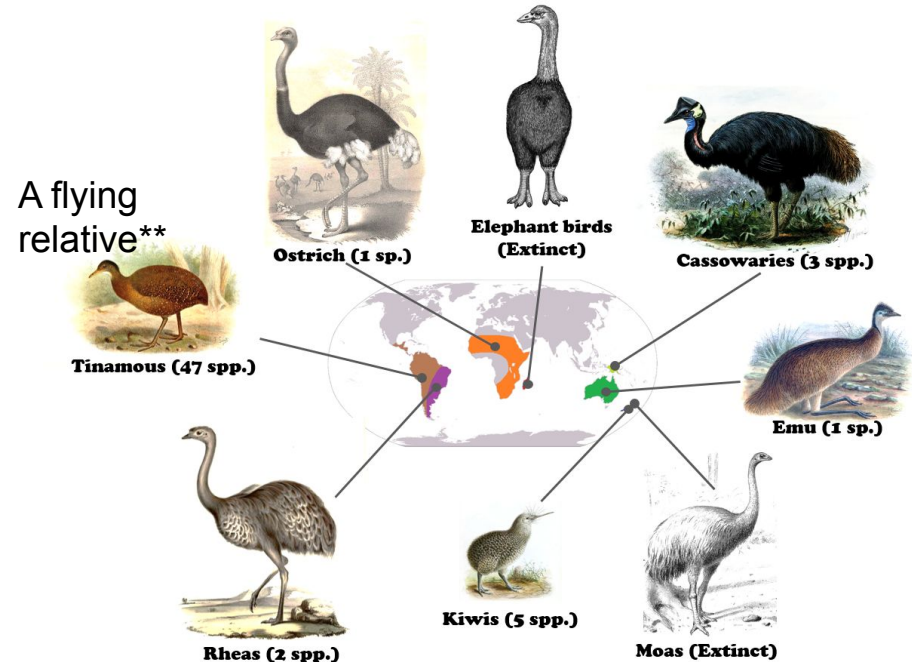 A flying
relative**
Ostrich (1 sp.)
Elephant birds
(Extinct)
Cassowaries (3 spp.)
Tinamous (47 spp.)
Emu (1 sp.)
Rheas (2 spp.)
Kiwis (5 spp.)
Moas (Extinct)